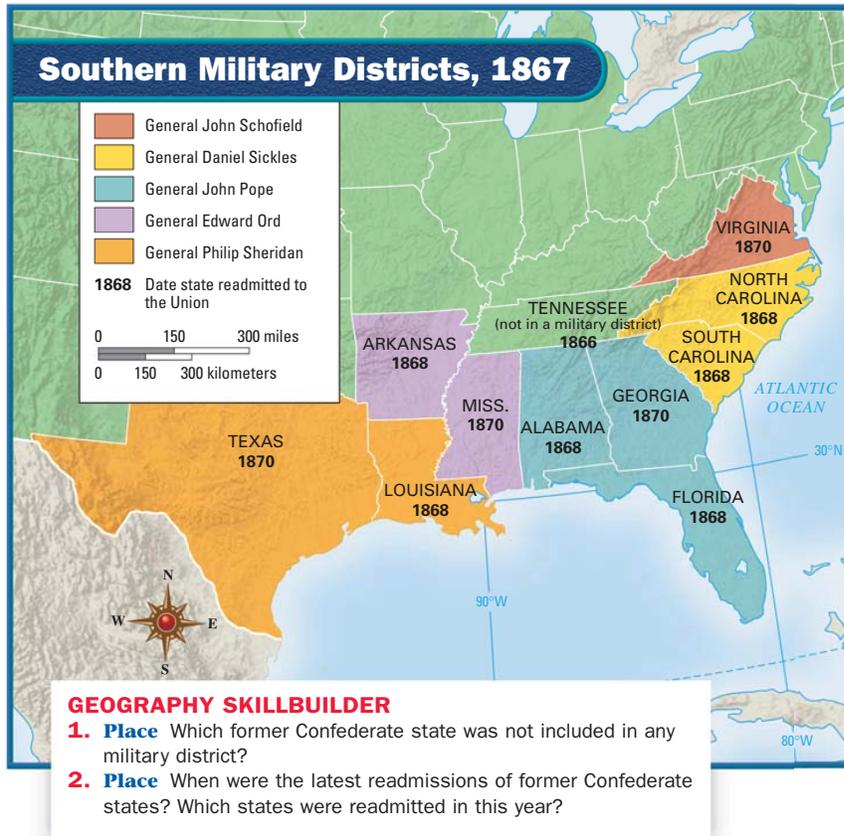 Southern Military Districts, 1867
General John Schofield
General Daniel Sickles
General John Pope
General Edward Ord
General Philip Sheridan
1868 Date state readmitted to
the Union
0 150 300 miles
0 150 300 kilometers
VIRGINIA
1870
NORTH
CAROLINA
1868
TENNESSEE
(not in a military district)
1866
SOUTH
CAROLINA
1868
ARKANSAS
1868
MISS.
1870
ALABAMA
1868
GEORGIA
1870
ATLANTIC
OCEAN
TEXAS
1870
LOUISIANA
1868
FLORIDA
1868
30°N
90°W
80°W
N
W E
S
GEOGRAPHY SKILLBUILDER
1. Place Which former Confederate state was not included in any
military district?
2. Place When were the latest readmissions of former Confederate
states? Which states were readmitted in this year?